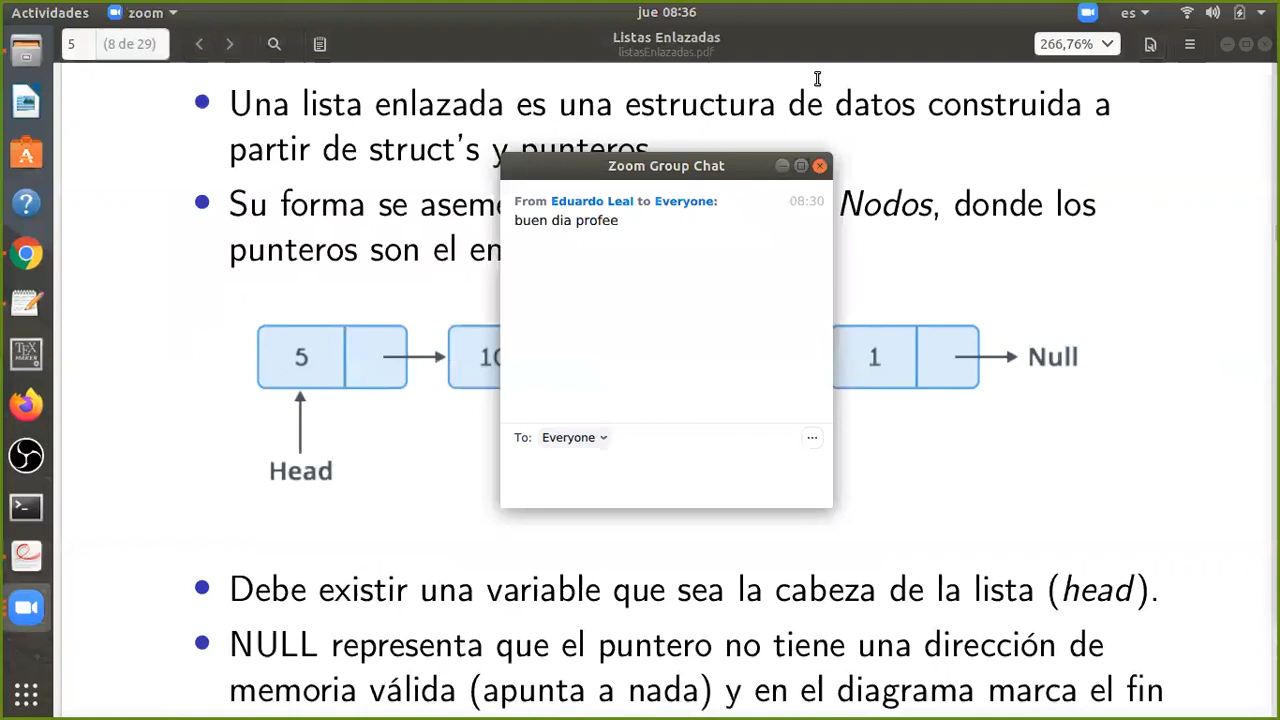 Actividades
zoom
jue 08:36
es
5
(8 de 29)
Listas Enlazadas
listasEnlazadas.pdf
266,76%
Una lista enlazada es una estructura de datos construida a
partir de struct's y punteros.
Su forma se aseme
Nodos, donde los
punteros son el en
Zoom Group Chat
From Eduardo Leal to Everyone:
08:30
buen dia profee
To: Everyone
5
10
1
Null
Head
Debe existir una variable que sea la cabeza de la lista (head).
NULL representa que el puntero no tiene una dirección de
memoria válida (apunta a nada) y en el diagrama marca el fin